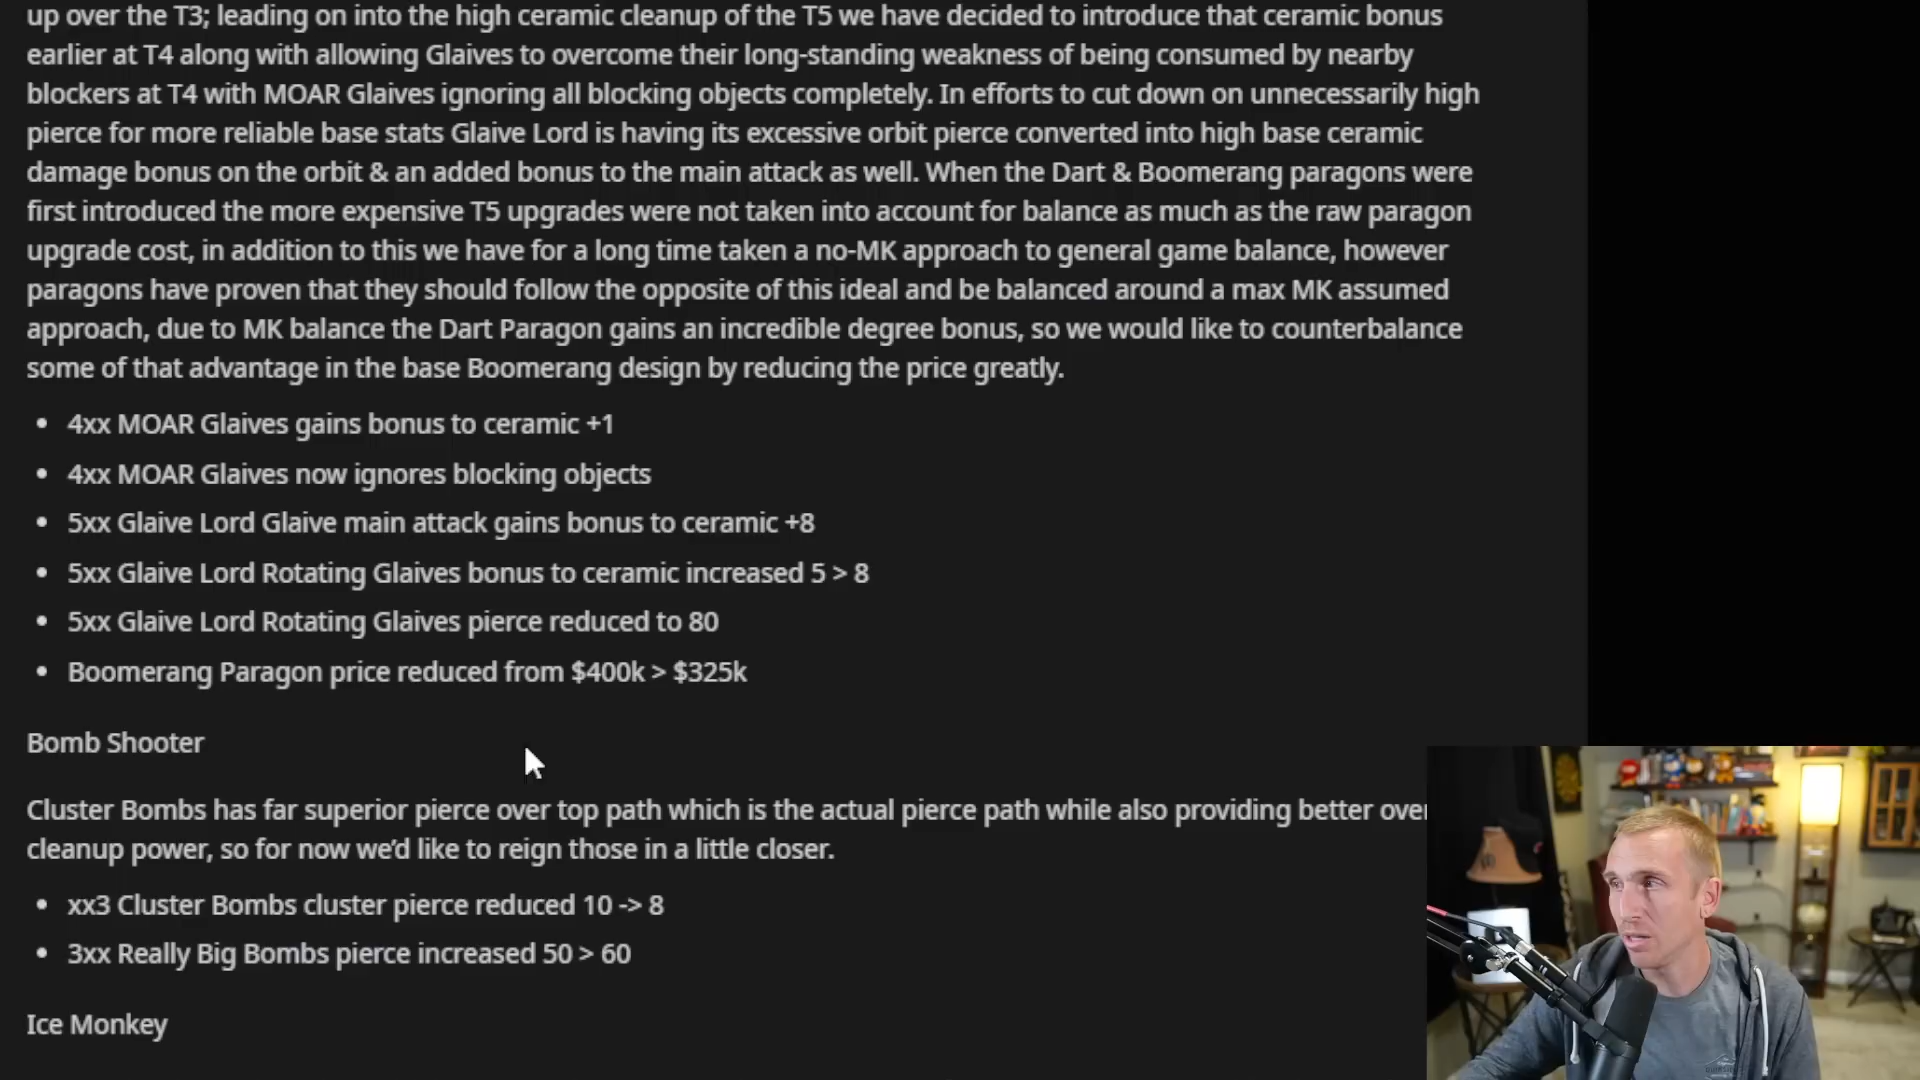 up over the T3; leading on into the high ceramic cleanup of the T5 we have decided to introduce that ceramic bonus
earlier at T4 along with allowing Glaives to overcome their long-standing weakness of being consumed by nearby
blockers at T4 with MOAR Glaives ignoring all blocking objects completely. In efforts to cut down on unnecessarily high
pierce for more reliable base stats Glaive Lord is having its excessive orbit pierce converted into high base ceramic
damage bonus on the orbit & an added bonus to the main attack as well. When the Dart & Boomerang paragons were
first introduced the more expensive T5 upgrades were not taken into account for balance as much as the raw paragon
upgrade cost, in addition to this we have for a long time taken a no-MK approach to general game balance, however
paragons have proven that they should follow the opposite of this ideal and be balanced around a max MK assumed
approach, due to MK balance the Dart Paragon gains an incredible degree bonus, so we would like to counterbalance
some of that advantage in the base Boomerang design by reducing the price greatly.
• 4xx MOAR Glaives gains bonus to ceramic +1
• 4xx MOAR Glaives now ignores blocking objects
• 5xx Glaive Lord Glaive main attack gains bonus to ceramic +8
• 5xx Glaive Lord Rotating Glaives bonus to ceramic increased 5 > 8
• 5xx Glaive Lord Rotating Glaives pierce reduced to 80
• Boomerang Paragon price reduced from $400k > $325k
Bomb Shooter
Cluster Bombs has far superior pierce over top path which is the actual pierce path while also providing better over
cleanup power, so for now we'd like to reign those in a little closer.
• xx3 Cluster Bombs cluster pierce reduced 10 -> 8
• 3xx Really Big Bombs pierce increased 50 > 60
Ice Monkey